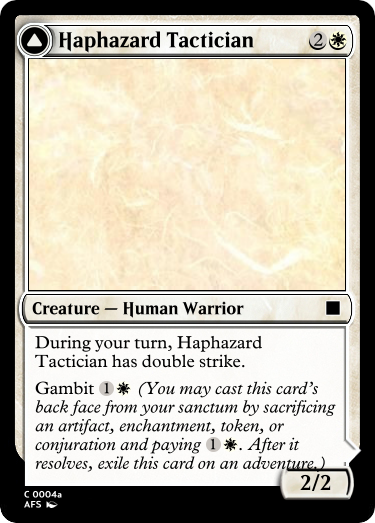 Haphazard Tactician 2
Creature — Human Warrior
During your turn, Haphazard
Tactician has double strike.
Gambit 1 (You may cast this card's
back face from your sanctum by sacrificing
an artifact, enchantment, token, or
conjuration and paying 1. After it
resolves, exile this card on an adventure.)
2/2
C 0004a
AFS